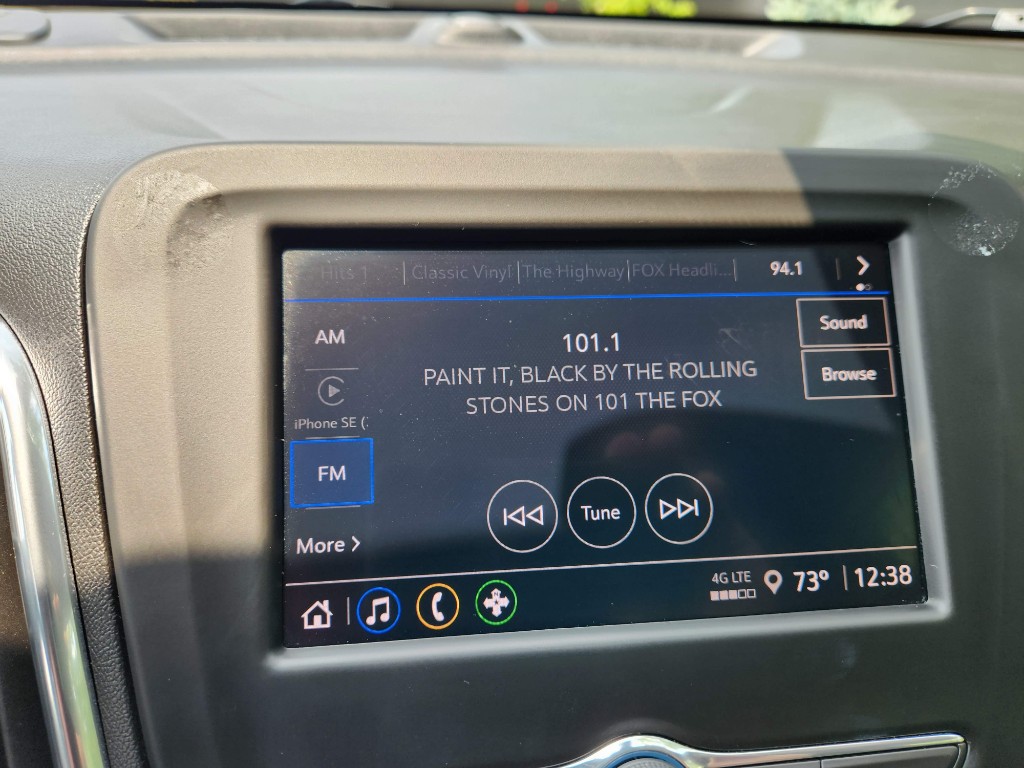 Hits 1 Classic Vinyl The Highway FOX Headli... 94.1
Sound
AM
101.1
PAINT IT, BLACK BY THE ROLLING
STONES ON 101 THE FOX
Browse
iPhone SE (
FM
Tune
More
4G LTE 73° 12:38